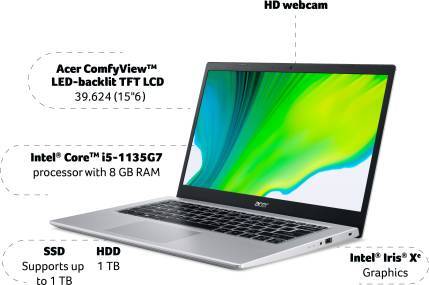 HD webcam
Acer ComfyView™
LED-backlit TFT LCD
39.624 (15"6)
Intel® Core™ i5-1135G7
processor with 8 GB RAM
acer
SSD
Supports up
to 1 TB
HDD
1 TB
Intel® Iris® Xᵉ
Graphics